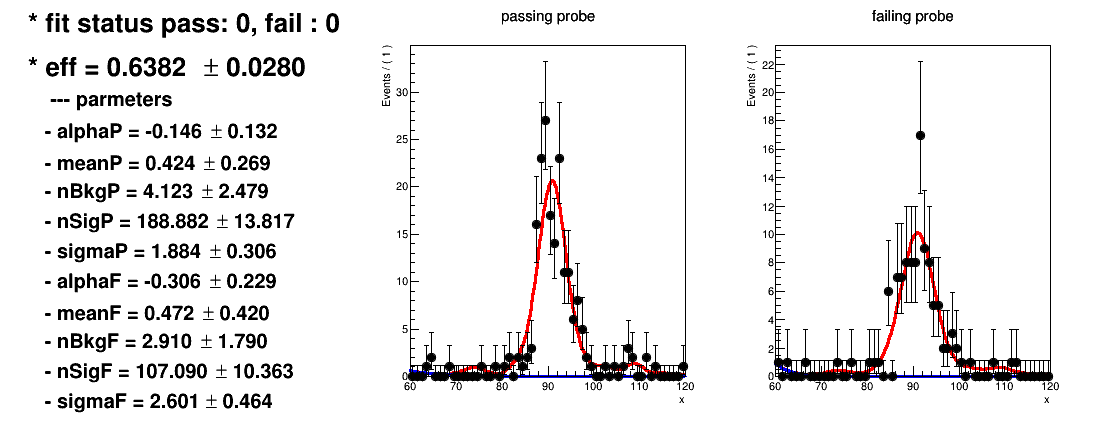 * fit status pass: 0, fail : 0
* eff = 0.6382 ± 0.0280
--- parmeters
- alphaP = -0.146 ± 0.132
- meanP = 0.424 ± 0.269
- nBkgP = 4.123 ± 2.479
- nSigP = 188.882 ± 13.817
- sigmaP = 1.884 ± 0.306
- alphaF = -0.306 ± 0.229
- meanF = 0.472 ± 0.420
- nBkgF = 2.910 ± 1.790
- nSigF = 107.090 ± 10.363
- sigmaF = 2.601 ± 0.464
passing probe
Events / ( 1 )
30
25
20
15
10
5
0
60 70 80 90 100 110 120
x
failing probe
Events / ( 1 )
22
20
18
16
14
12
10
8
6
4
2
0
60 70 80 90 100 110 120
x